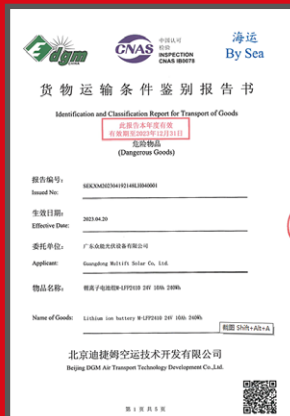 dgm
CNAS
中国认可
检验
INSPECTION
CNAS IB0078
海运
By Sea
货物运输条件鉴别报告书
Identification and Classification Report for Transport of Goods
此报告本年度有效
有效期至2023年12月31日
危险物品
(Dangerous Goods)
报告编号:
Issued No:
生效日期:
2023.04.20
Effective Date:
委托单位:
广东众能光伏设备有限公司
Applicant:
Guangdong Multifit Solar Co, Ltd.
物品名称:
锂离子电池组M-LFP2410 24V 10Ah 240Wh
Name of Goods:
Lithium ion battery M-LFP2410 24V 10Ah 240Wh
截图 Shift+Alt+A
北京迪捷姆空运技术开发有限公司
Beijing DGM Air Transport Technology Development Co.,Ltd.
第 1 页 共 5 页